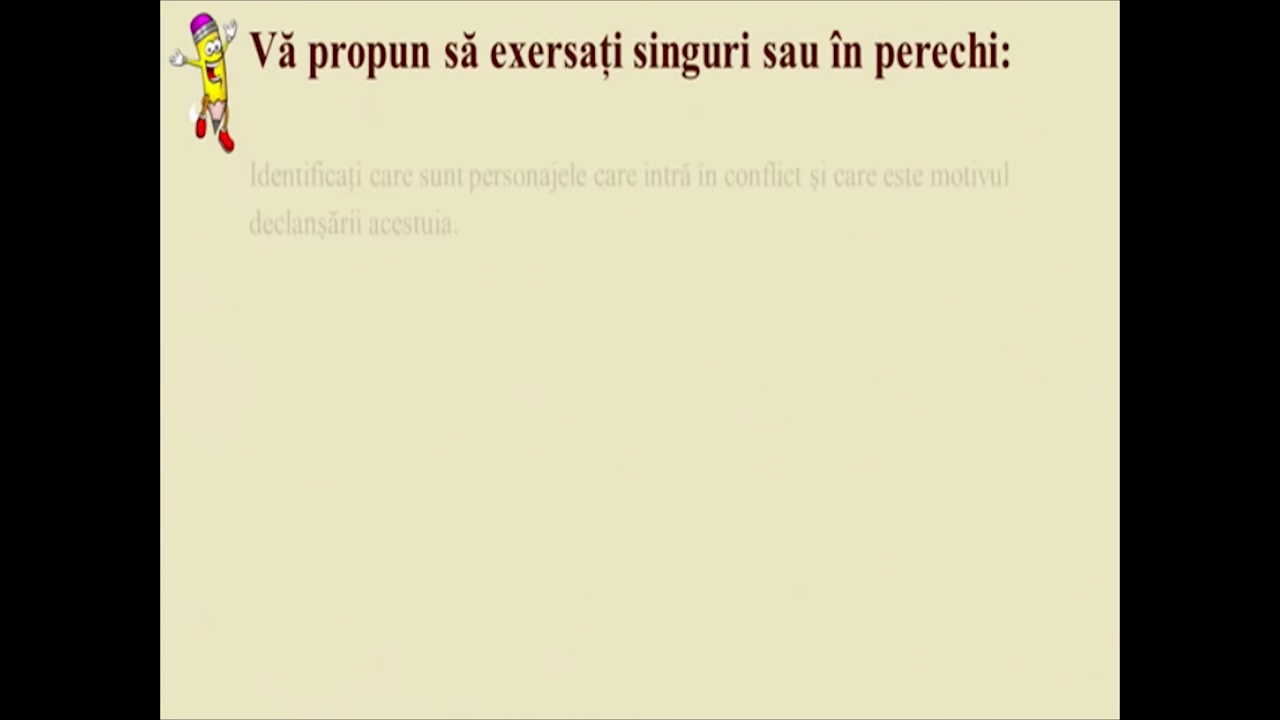 Vă propun să exersați singuri sau în perechi:
Identificați care sunt personajele care intră în conflict și care este motivul
declanșării acestuia.